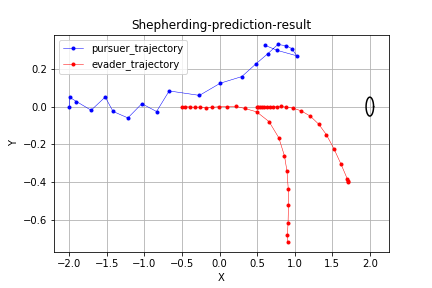 Shepherding-prediction-result
pursuer_trajectory
evader_trajectory
Y
0.2
0.0
−0.2
−0.4
−0.6
−2.0 −1.5 −1.0 −0.5 0.0 0.5 1.0 1.5 2.0
X